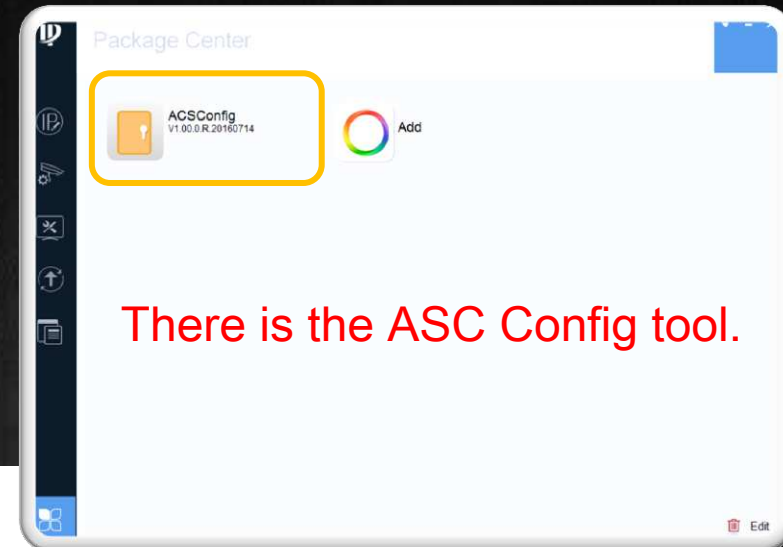 Package Center
ACSConfig
V1.00.0.R.20160714
Add
There is the ASC Config tool.
Edit